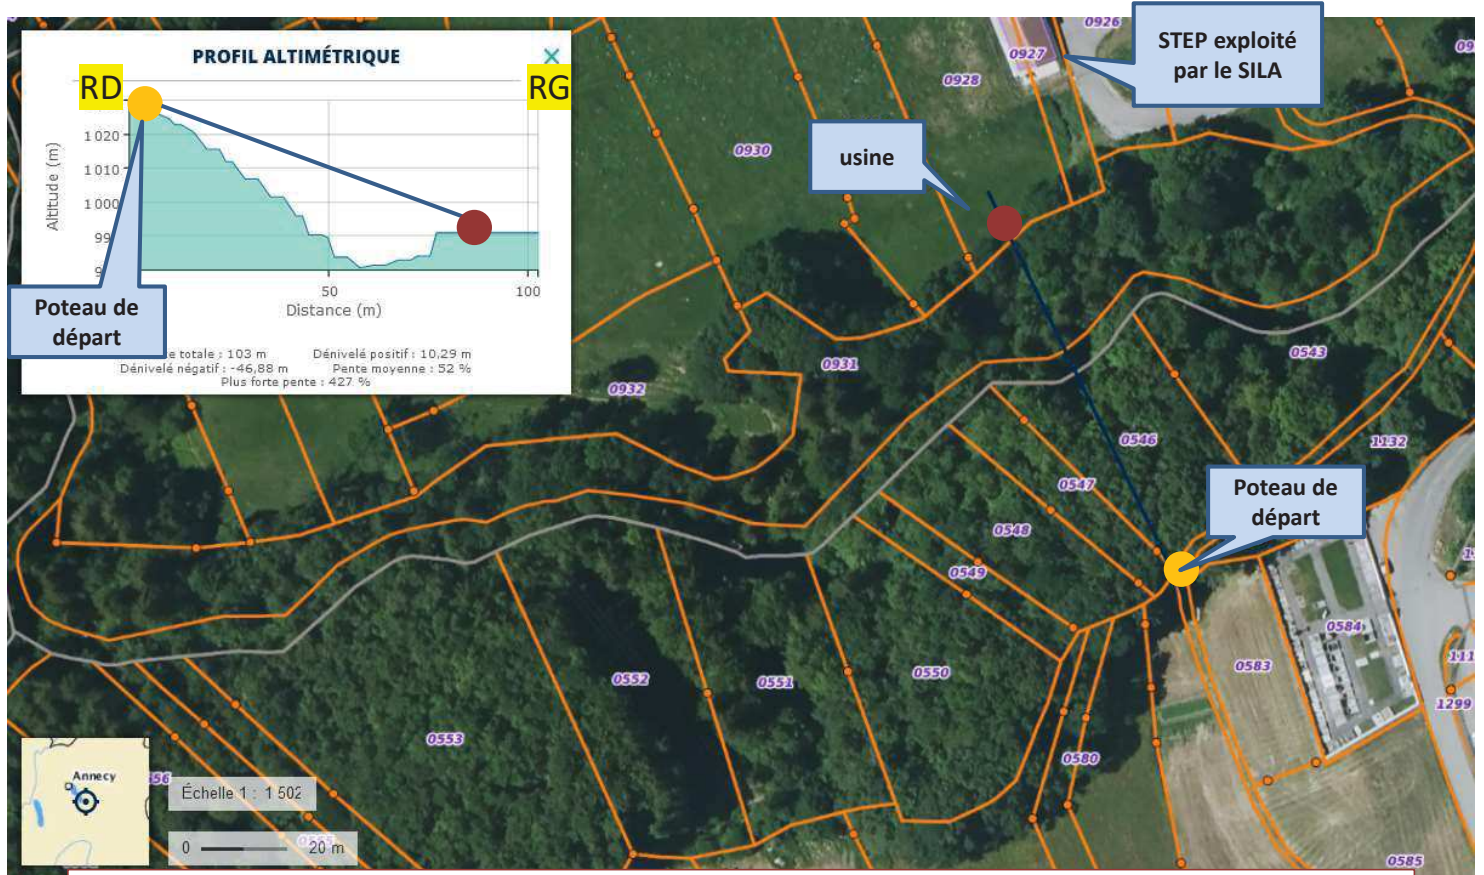 PROFIL ALTIMÉTRIQUE
RD
RG
Altitude (m)
1 020
1 010
1 000
99
50
100
Distance (m)
e totale : 103 m
Dénivelé positif : 10,29 m
Dénivelé négatif : -46,88 m
Pente moyenne : 52 %
Plus forte pente : 427 %
Poteau de
départ
STEP exploité
par le SILA
usine
Poteau de
départ
0926
0927
0928
0930
0931
0932
0543
0546
1132
0547
0548
0549
0584
0583
0550
0551
0552
0553
0580
1299
0585
56
Annecy
Échelle 1 : 1 502
0
20 m